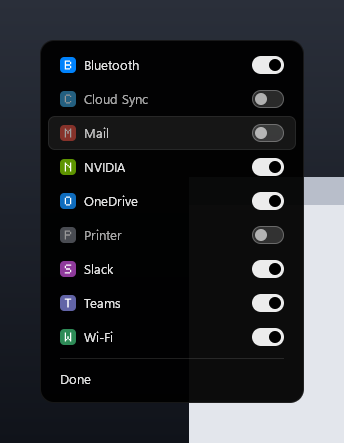 B Bluetooth
C Cloud Sync
M Mail
N NVIDIA
O OneDrive
P Printer
S Slack
T Teams
W Wi-Fi
Done